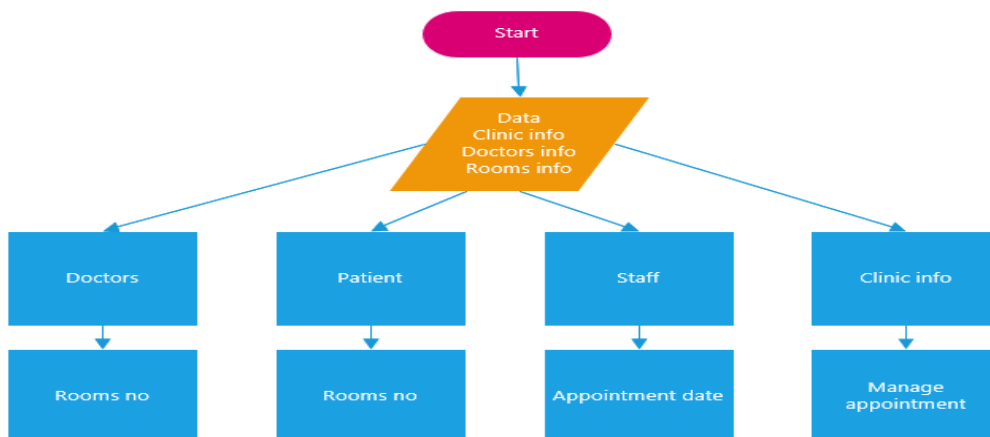 Start
Data
Clinic info
Doctors info
Rooms info
Doctors
Patient
Staff
Clinic info
Rooms no
Rooms no
Appointment date
Manage
appointment